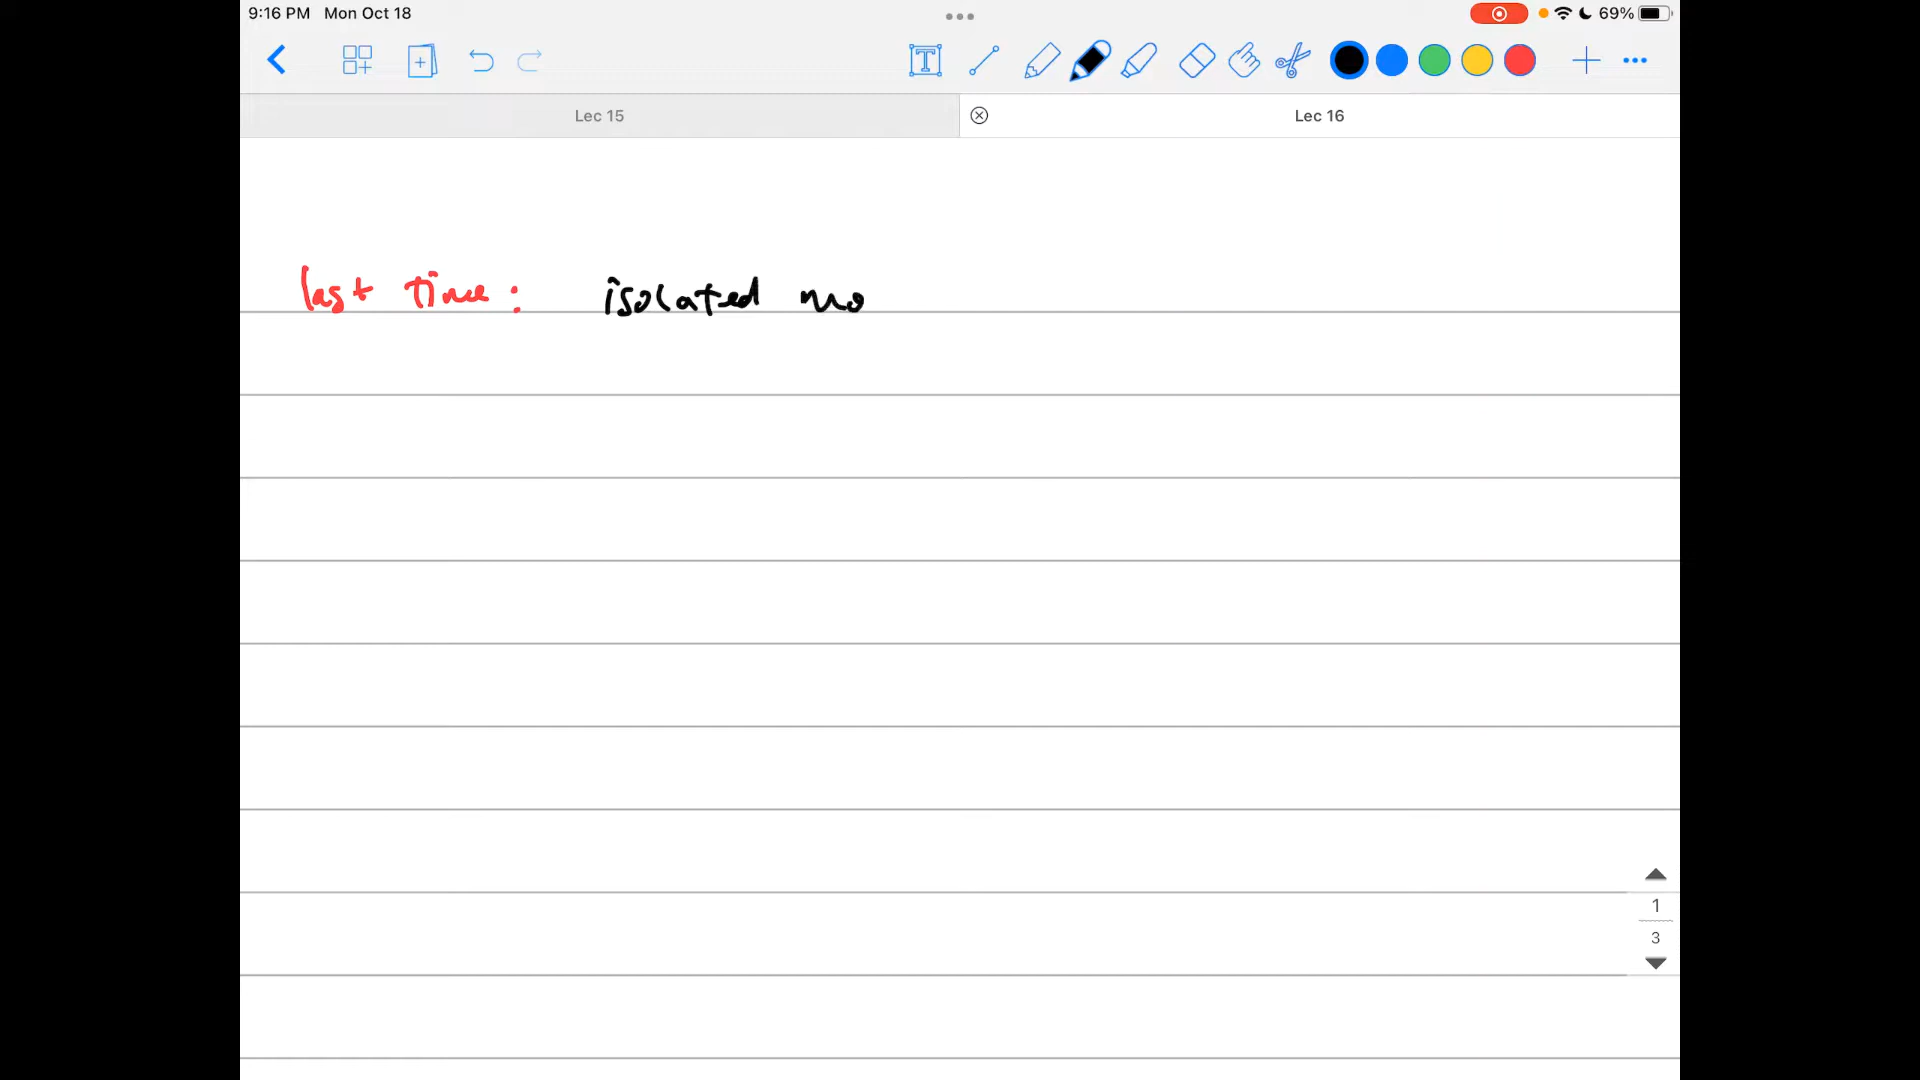 9:16 PM Mon Oct 18 69%
T
Lec 15 Lec 16
last time: isolated mo
1
3